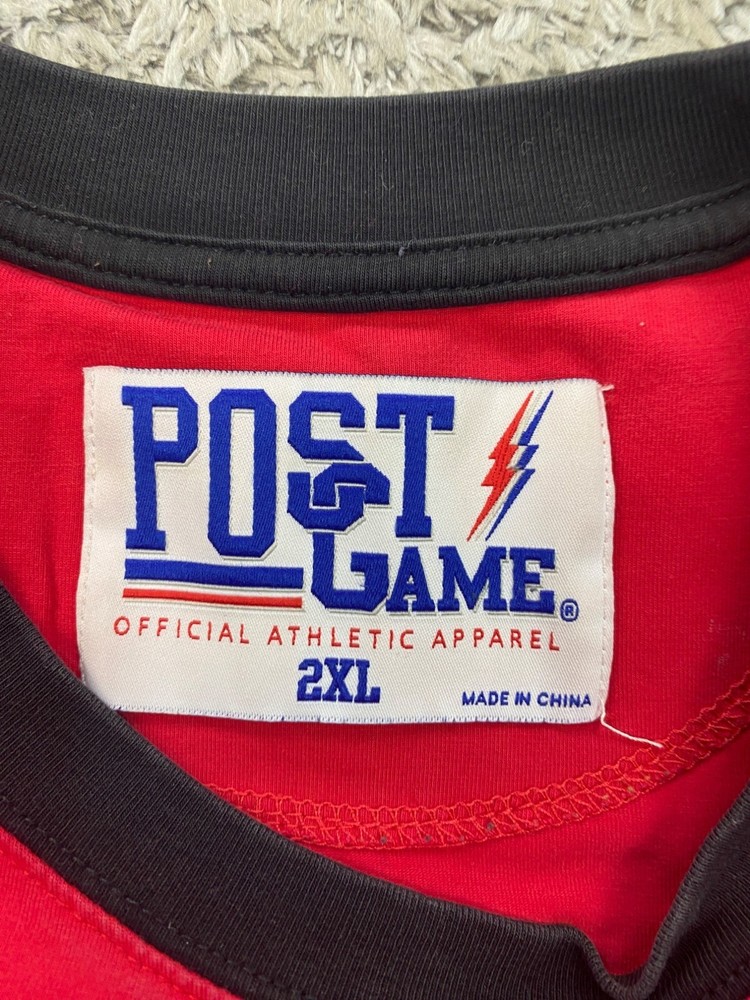 POST
GAME®
OFFICIAL ATHLETIC APPAREL
2XL
MADE IN CHINA